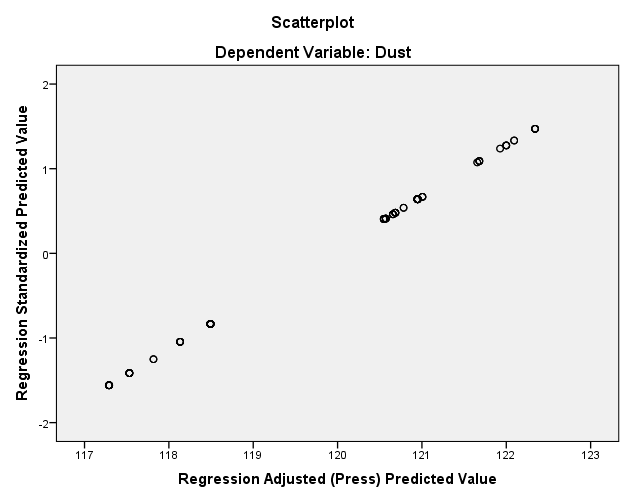 Scatterplot
Dependent Variable: Dust
Regression Standardized Predicted Value
2
1
0
-1
-2
117 118 119 120 121 122 123
Regression Adjusted (Press) Predicted Value